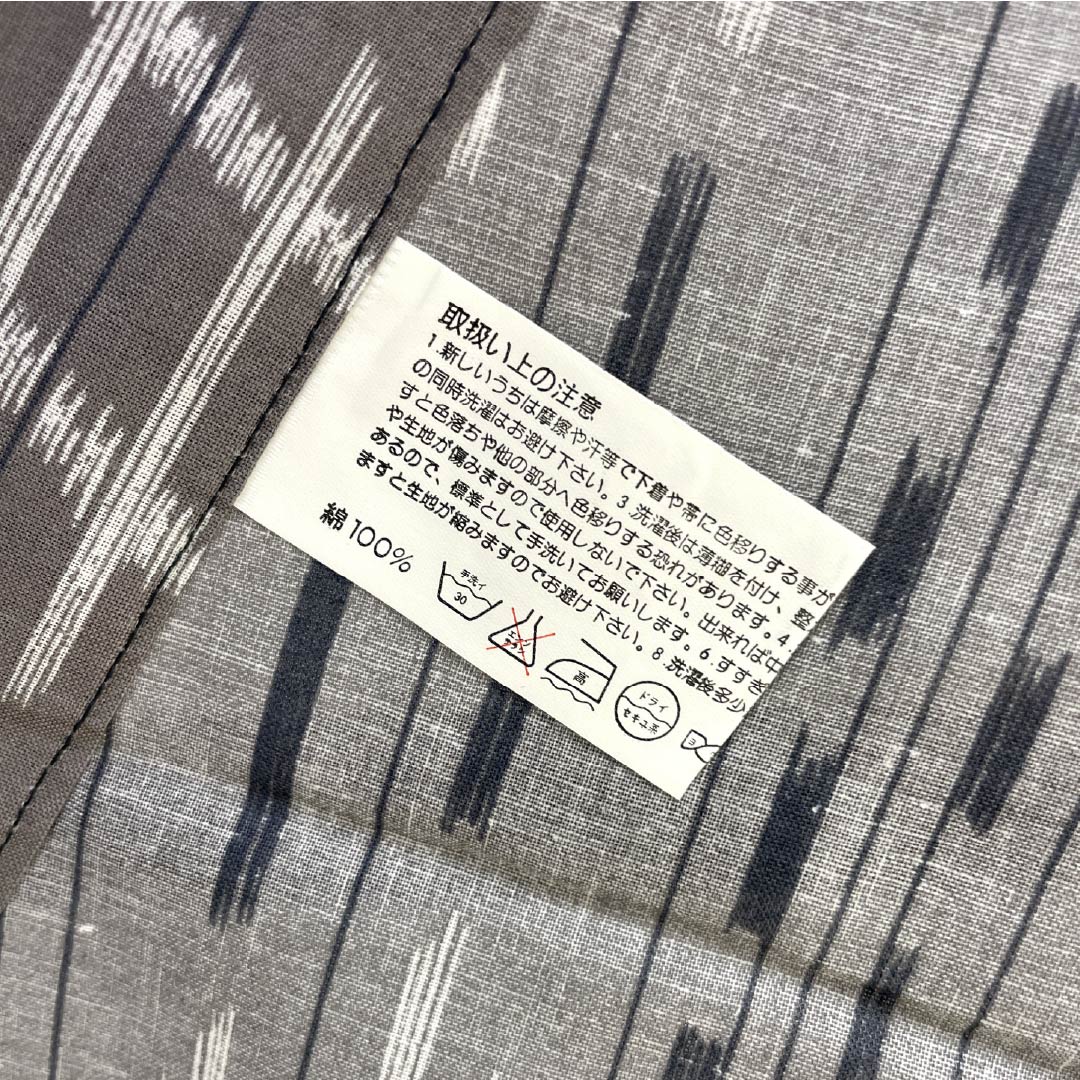 取扱い上の注意
1.新しいうちは摩擦や汗等で下着や帯に色移りする事が
の同時洗濯はお避け下さい。3.洗濯後は薄糊を付け、整
すと色落ちや他の部分へ色移りする恐れがあります。4.
や生地が傷みますので使用しないで下さい。出来れば中
あるので、標準として手洗いでお願いします。6.すすぎ
ますと生地が縮みますのでお避け下さい。8.洗濯後多少
綿100%
手洗イ
30
エンソ
サラシ
高
ドライ
セキユ系
ヨ